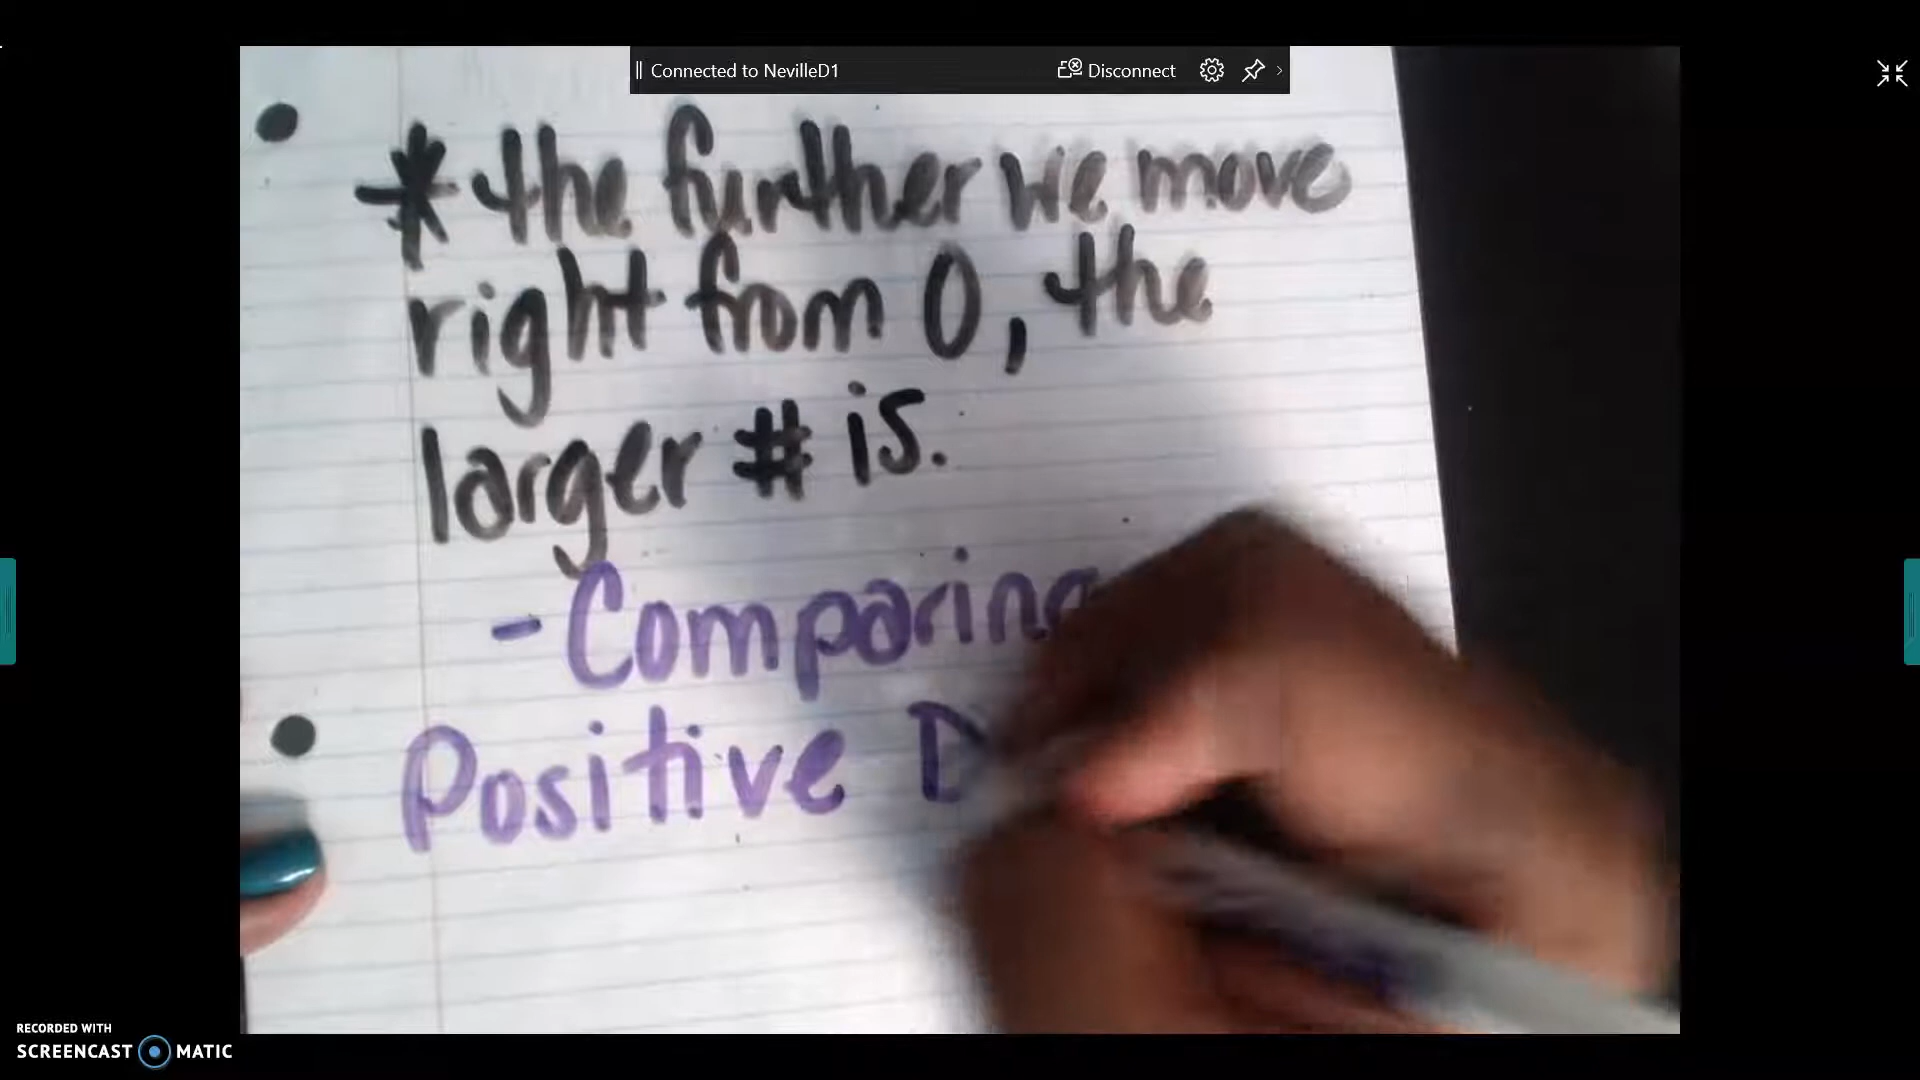 Connected to NevilleD1 Disconnect
* the further we move
right from 0, the
larger # is.
- Comparing
Positive D
RECORDED WITH
SCREENCAST MATIC